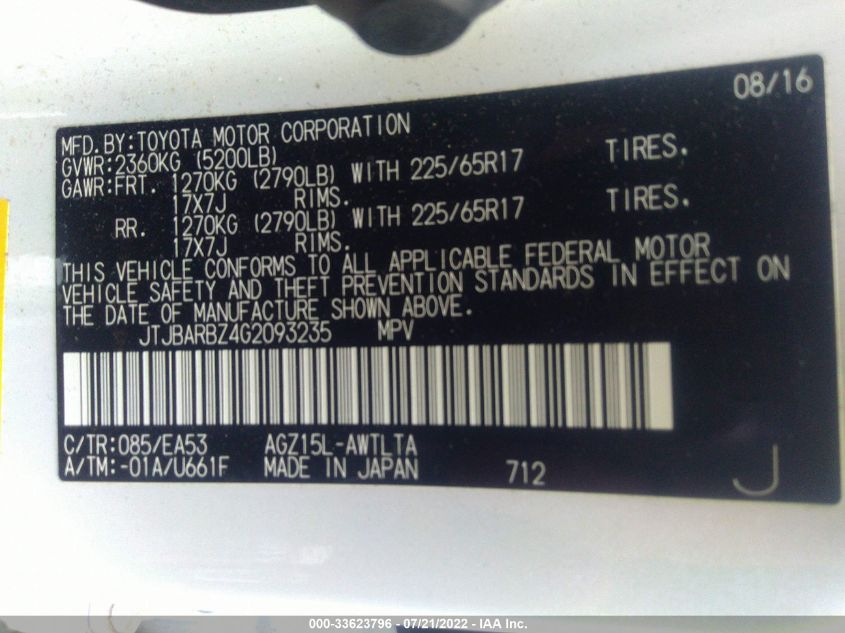 08/16
MFD.BY:TOYOTA MOTOR CORPORATION
GVWR:2360KG (5200LB)
GAWR:FRT. 1270KG (2790LB) WITH 225/65R17 TIRES.
17X7J RIMS.
RR. 1270KG (2790LB) WITH 225/65R17 TIRES.
17X7J RIMS.
THIS VEHICLE CONFORMS TO ALL APPLICABLE FEDERAL MOTOR
VEHICLE SAFETY AND THEFT PREVENTION STANDARDS IN EFFECT ON
THE DATE OF MANUFACTURE SHOWN ABOVE.
JTJBARBZ4G2093235 MPV
C/TR:085/EA53 AGZ15L-AWTLTA
A/TM:-01A/U661F MADE IN JAPAN 712 J
000-33623796 - 07/21/2022 - IAA Inc.